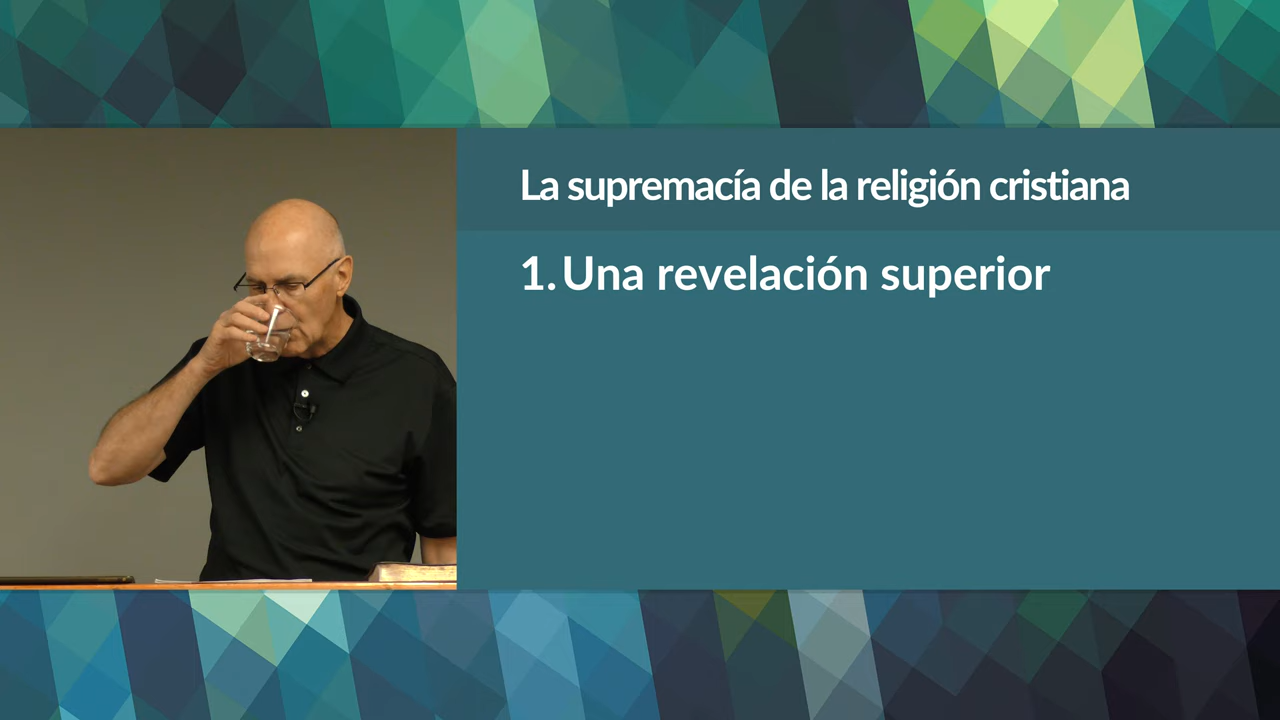 La supremacía de la religión cristiana
1. Una revelación superior